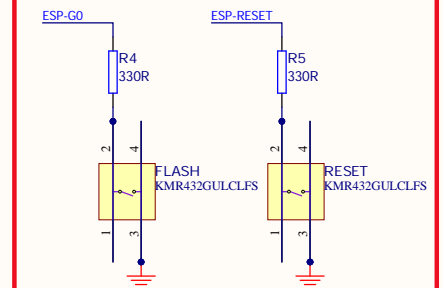 ESP-G0
ESP-RESET
R4
330R
R5
330R
2
4
2
4
FLASH
KMR432GULCLFS
RESET
KMR432GULCLFS
1
3
1
3